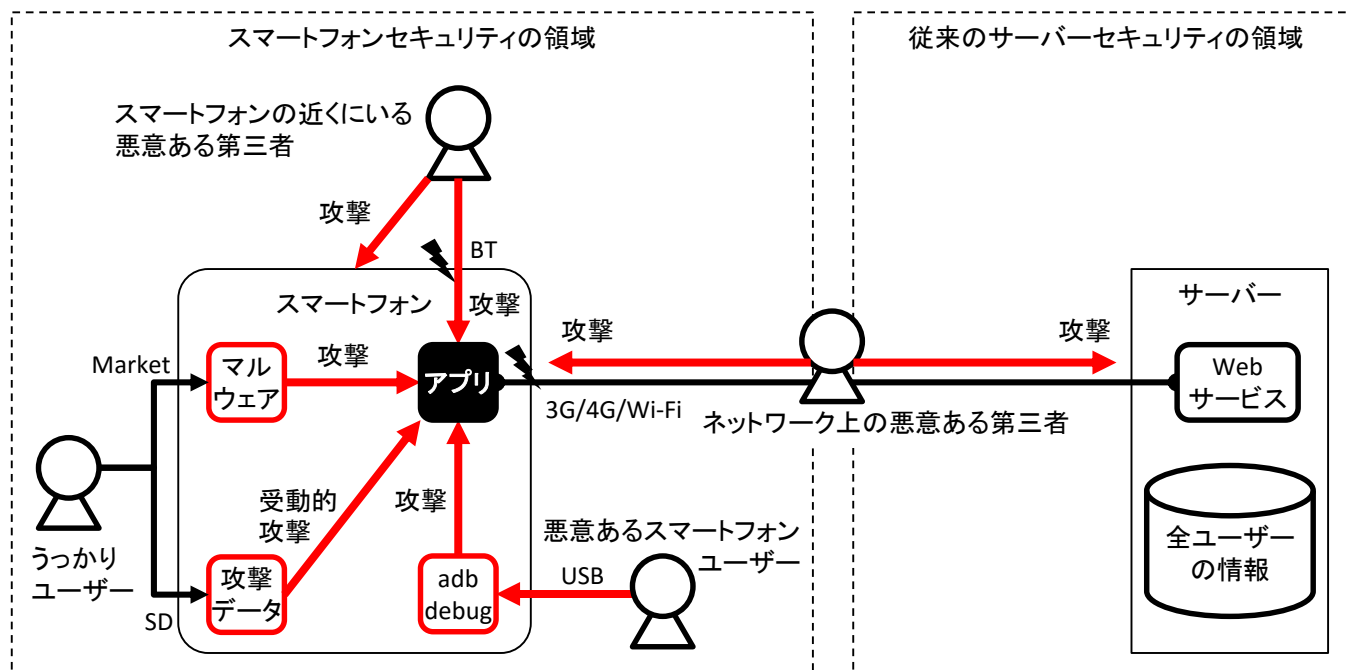 スマートフォンセキュリティの領域
従来のサーバーセキュリティの領域
スマートフォンの近くにいる
悪意ある第三者
攻撃
BT
スマートフォン
攻撃
サーバー
Market
マル
ウェア
攻撃
アプリ
攻撃
攻撃
3G/4G/Wi-Fi
ネットワーク上の悪意ある第三者
Web
サービス
うっかり
ユーザー
受動的
攻撃
攻撃
悪意あるスマートフォン
ユーザー
SD
攻撃
データ
adb
debug
USB
全ユーザー
の情報